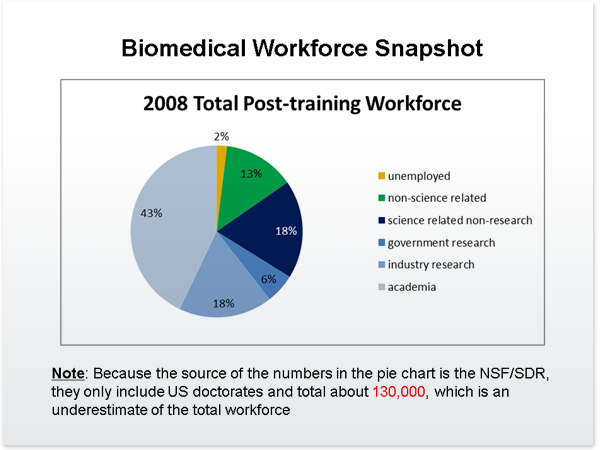 Biomedical Workforce Snapshot
2008 Total Post-training Workforce
2%
13%
18%
6%
18%
43%
unemployed
non-science related
science related non-research
government research
industry research
academia
Note: Because the source of the numbers in the pie chart is the NSF/SDR,
they only include US doctorates and total about 130,000, which is an
underestimate of the total workforce